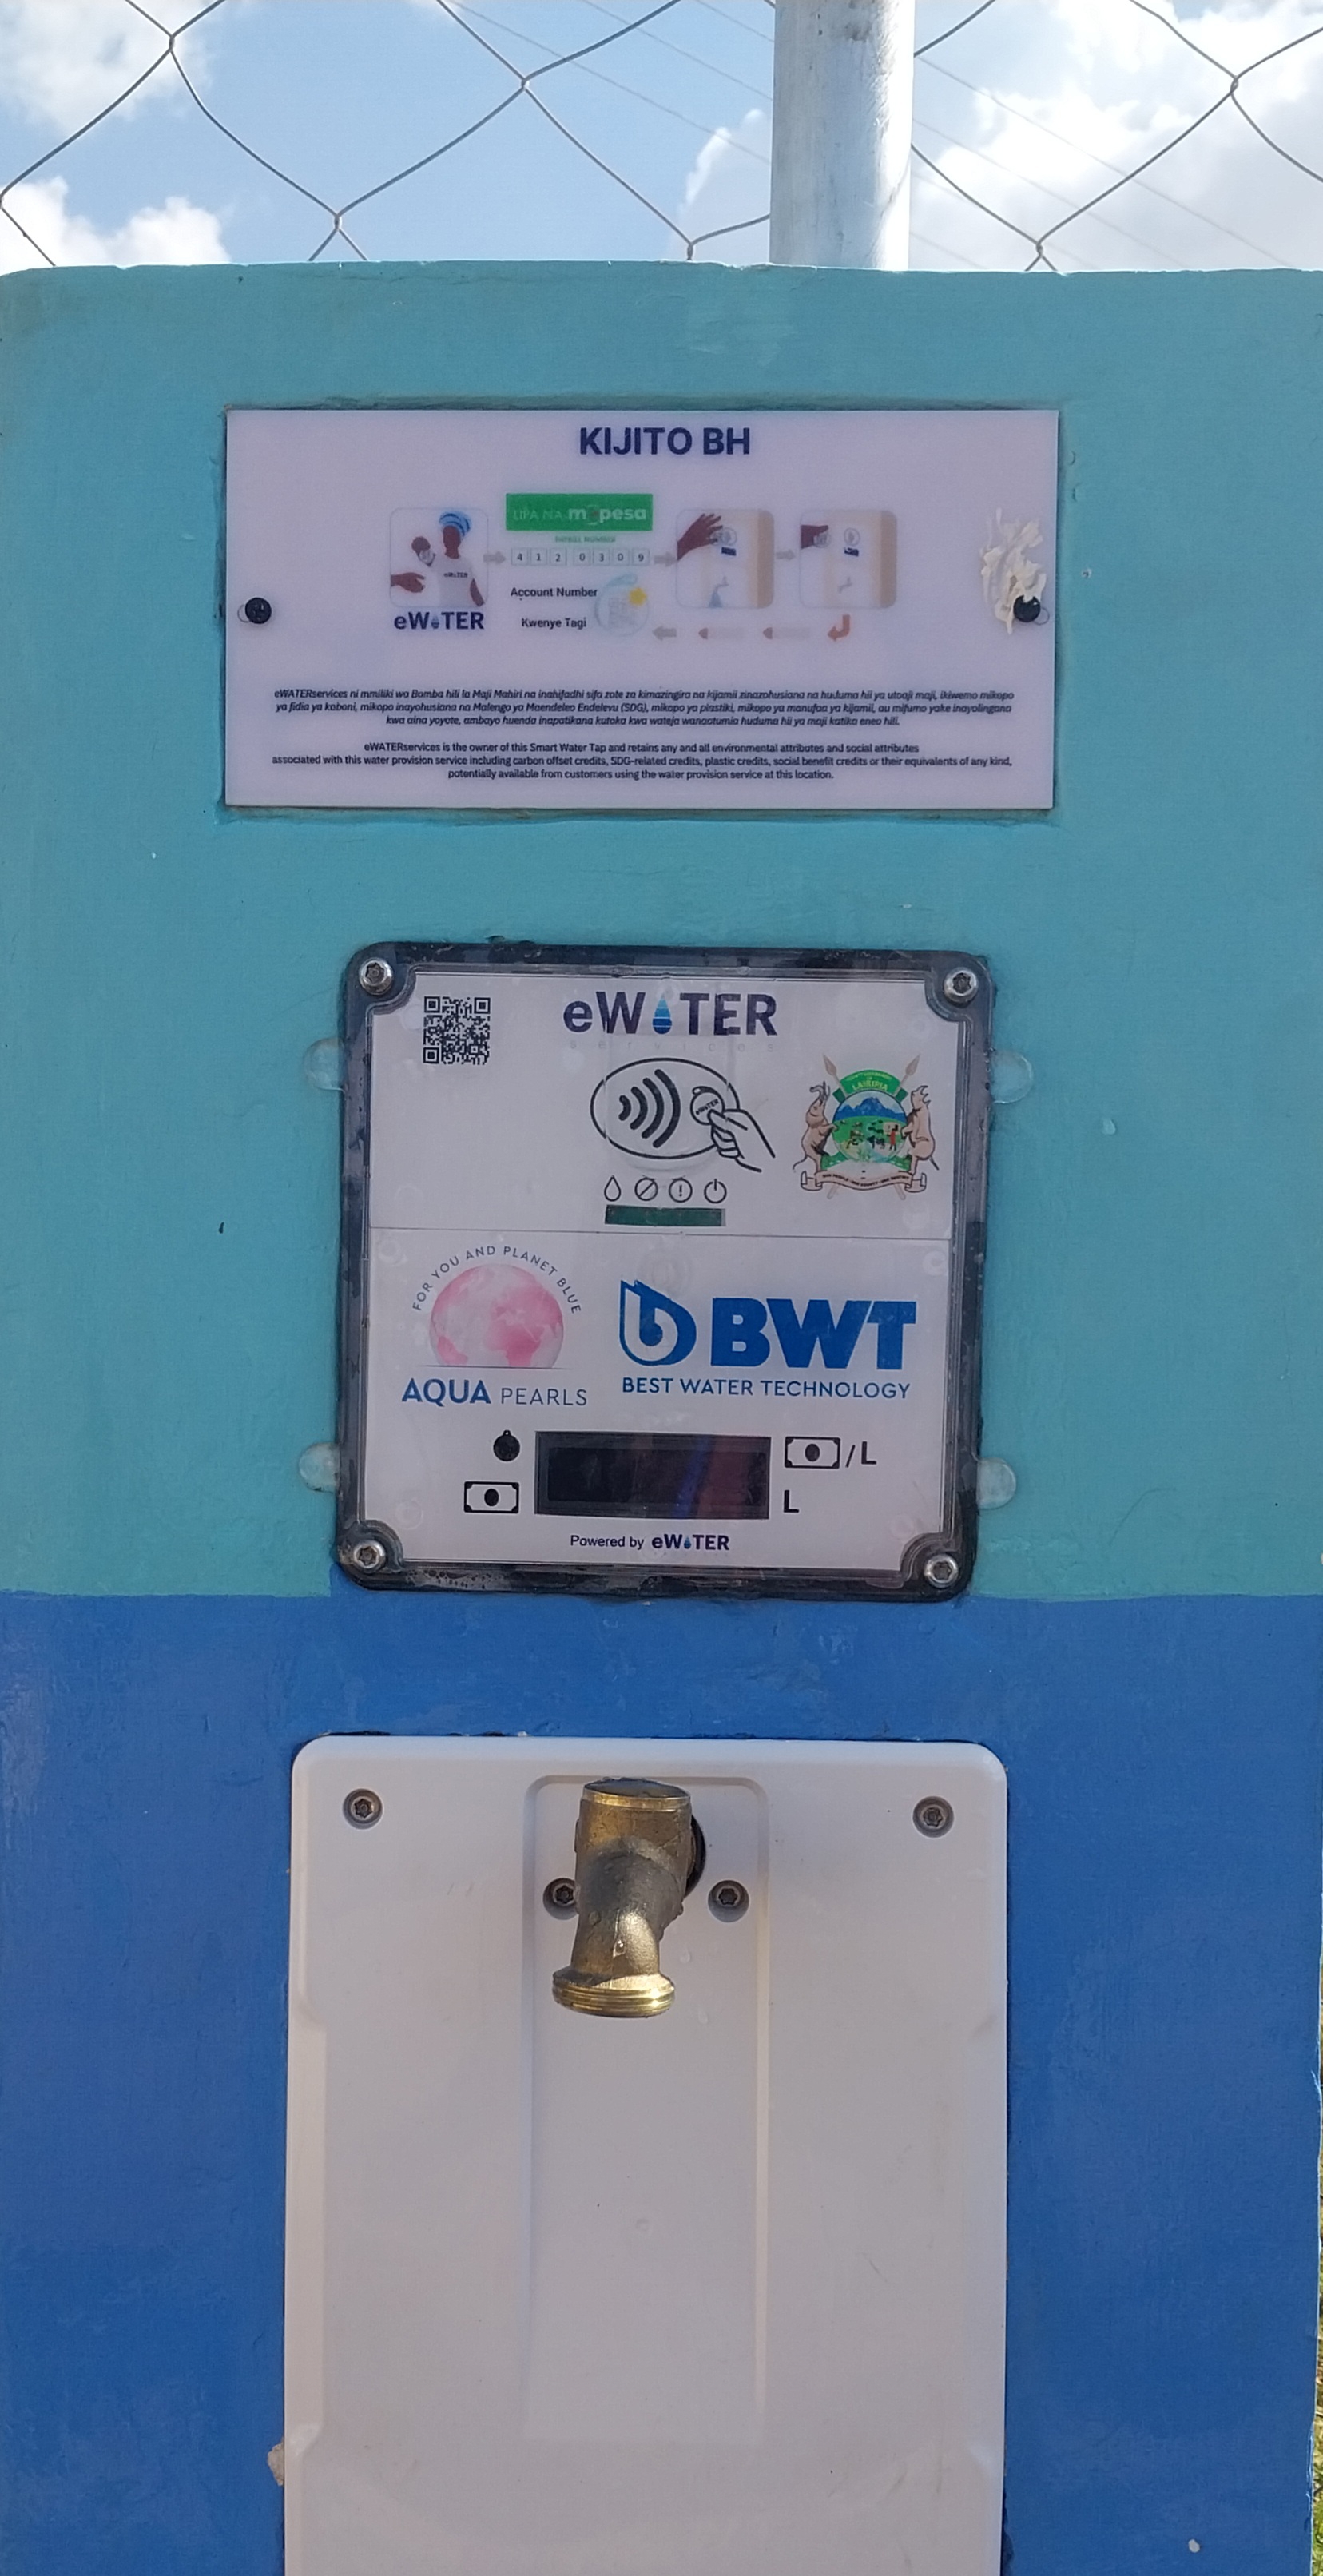 KIJITO BH
LIPA NA m-pesa
PAYBILL NUMBER
4 1 2 0 3 0 9
Account Number
Kwenye Tagi
eWATER
eWATER
eWATERservices ni mmiliki wa Bomba hili la Maji Mahiri na inahifadhi sifa zote za kimazingira na kijamii zinazohusiana na huduma hii ya utoaji maji, ikiwemo mikopo
ya fidia ya kaboni, mikopo inayohusiana na Malengo ya Maendeleo Endelevu (SDG), mikopo ya plastiki, mikopo ya manufaa ya kijamii, au mifumo yake inayolingana
kwa aina yoyote, ambayo huenda inapatikana kutoka kwa wateja wanaotumia huduma hii ya maji katika eneo hili.
eWATERservices is the owner of this Smart Water Tap and retains any and all environmental attributes and social attributes
associated with this water provision service including carbon offset credits, SDG-related credits, plastic credits, social benefit credits or their equivalents of any kind,
potentially available from customers using the water provision service at this location.
eWATER
services
eWATER
LAIKIPIA
FOR YOU AND PLANET BLUE
AQUA PEARLS
BWT
BEST WATER TECHNOLOGY
/L
L
Powered by eWATER